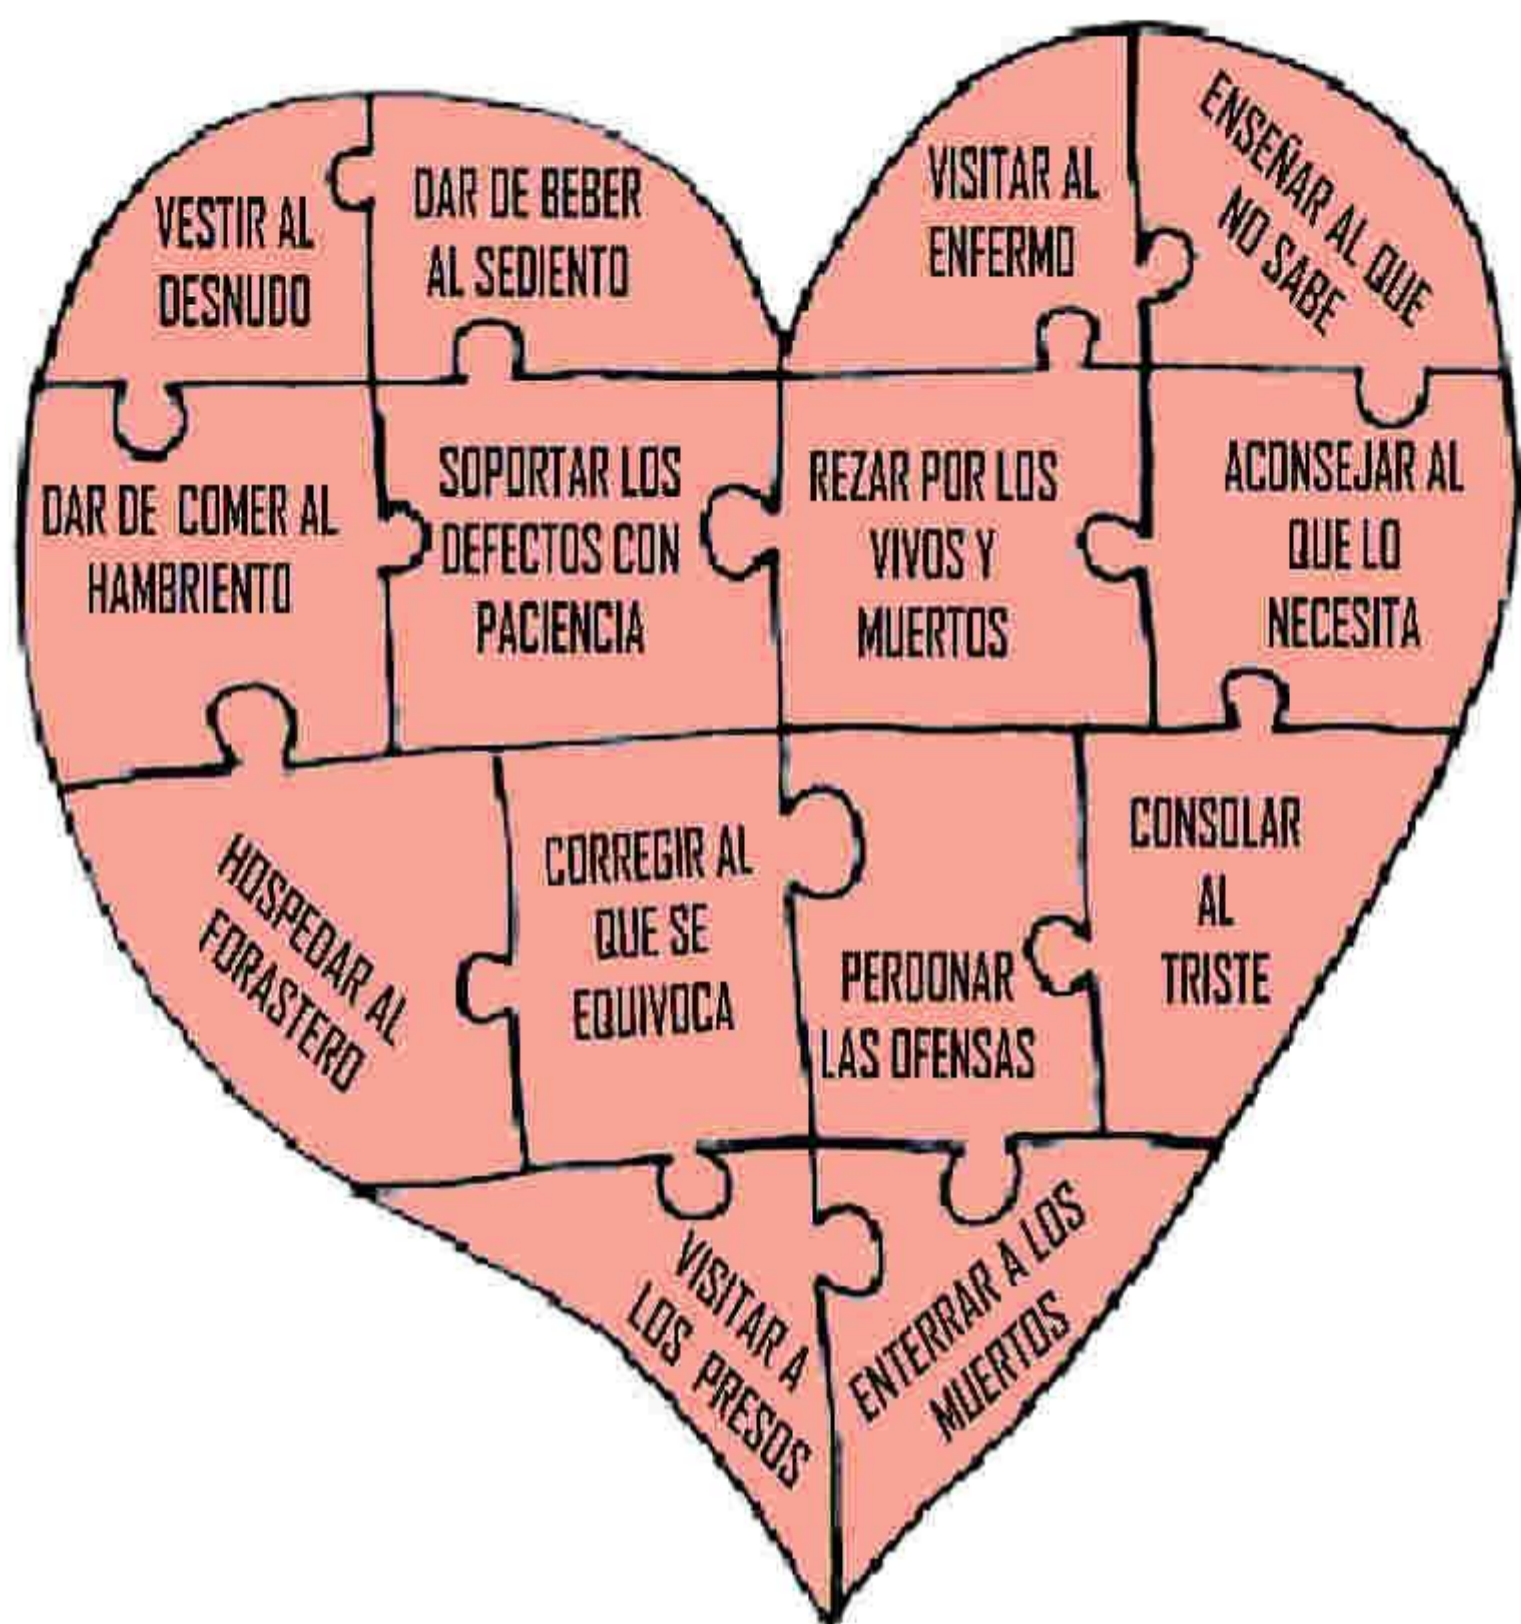 VESTIR AL
DESNUDO
DAR DE BEBER
AL SEDIENTO
VISITAR AL
ENFERMO
ENSEÑAR AL QUE
NO SABE
DAR DE COMER AL
HAMBRIENTO
SOPORTAR LOS
DEFECTOS CON
PACIENCIA
REZAR POR LOS
VIVOS Y
MUERTOS
ACONSEJAR AL
QUE LO
NECESITA
HOSPEDAR AL
FORASTERO
CORREGIR AL
QUE SE
EQUIVOCA
PERDONAR
LAS OFENSAS
CONSOLAR
AL
TRISTE
VISITAR A
LOS PRESOS
ENTERRAR A LOS
MUERTOS